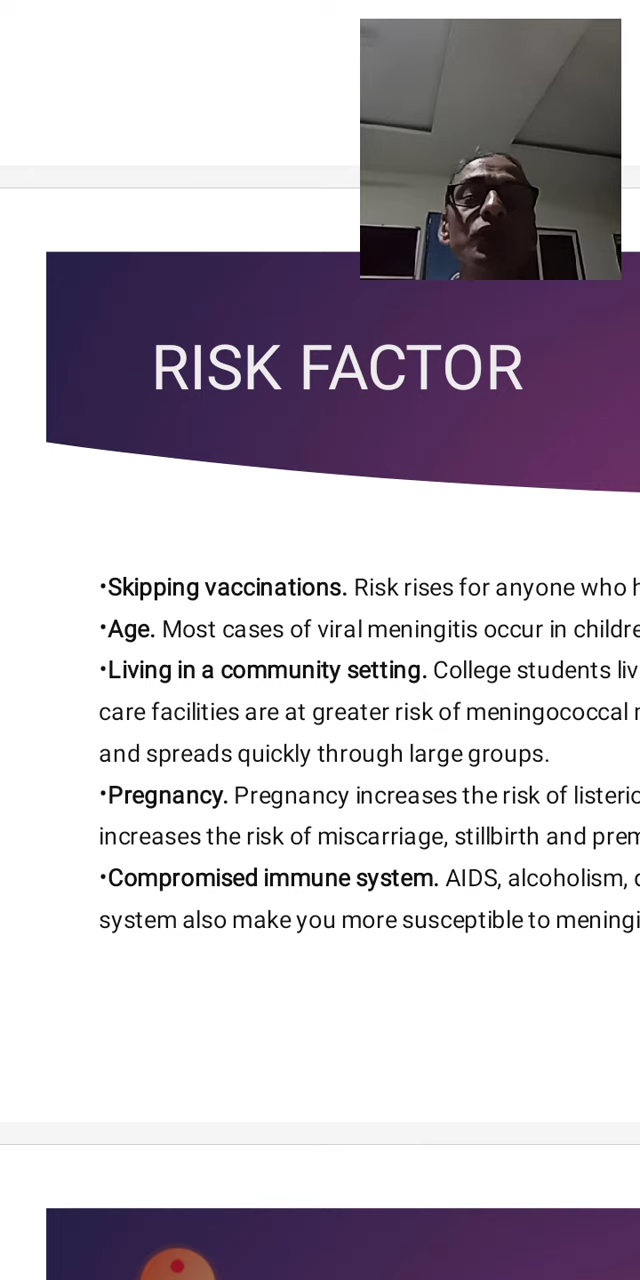 RISK FACTOR
•Skipping vaccinations. Risk rises for anyone who
•Age. Most cases of viral meningitis occur in
•Living in a community setting. College students
care facilities are at greater risk of meningococcal
and spreads quickly through large groups.
•Pregnancy. Pregnancy increases the risk of
increases the risk of miscarriage, stillbirth and
•Compromised immune system. AIDS, alcoholism,
system also make you more susceptible to